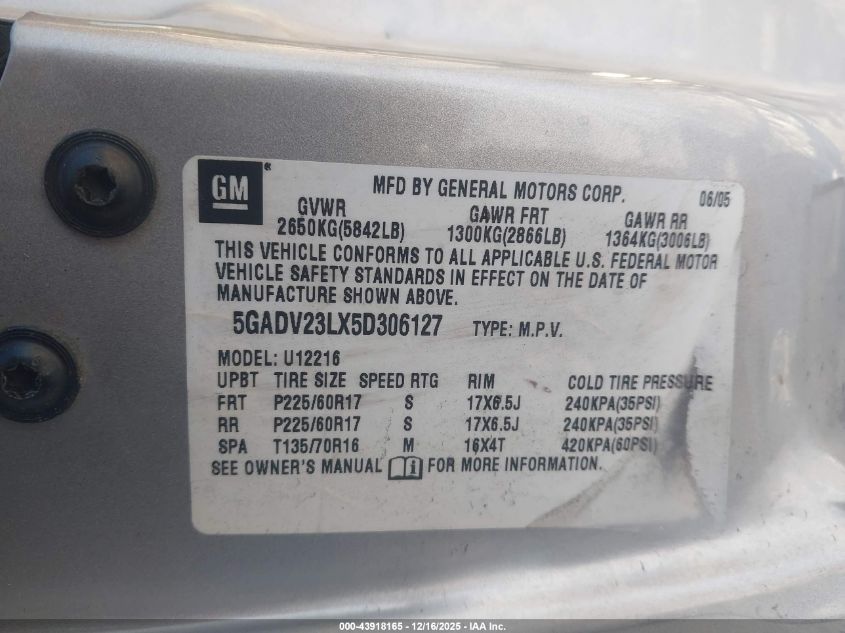 GM
MFD BY GENERAL MOTORS CORP. 06/05
GVWR GAWR FRT GAWR RR
2650KG(5842LB) 1300KG(2866LB) 1364KG(3006LB)
THIS VEHICLE CONFORMS TO ALL APPLICABLE U.S. FEDERAL MOTOR
VEHICLE SAFETY STANDARDS IN EFFECT ON THE DATE OF
MANUFACTURE SHOWN ABOVE.
5GADV23LX5D306127 TYPE: M.P.V.
MODEL: U12216
UPBT TIRE SIZE SPEED RTG RIM COLD TIRE PRESSURE
FRT P225/60R17 S 17X6.5J 240KPA(35PSI)
RR P225/60R17 S 17X6.5J 240KPA(35PSI)
SPA T135/70R16 M 16X4T 420KPA(60PSI)
SEE OWNER'S MANUAL FOR MORE INFORMATION.
000-43918165 - 12/16/2025 - IAA Inc.